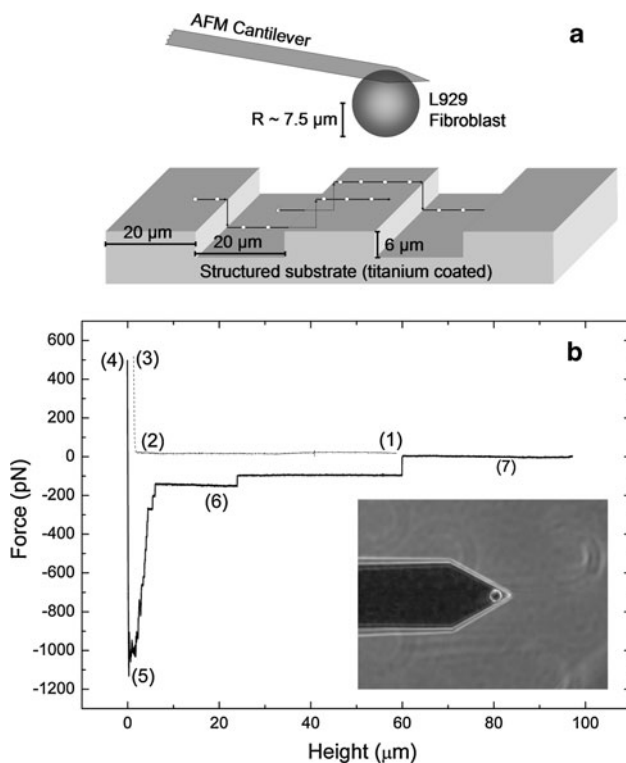 AFM Cantilever
a
L929
Fibroblast
R ~ 7.5 μm
20 μm
20 μm
6 μm
Structured substrate (titanium coated)
b
600
400
200
0
-200
-400
-600
-800
-1000
-1200
Force (pN)
(4)
(3)
(2)
(1)
(7)
(6)
(5)
0
20
40
60
80
100
Height (μm)